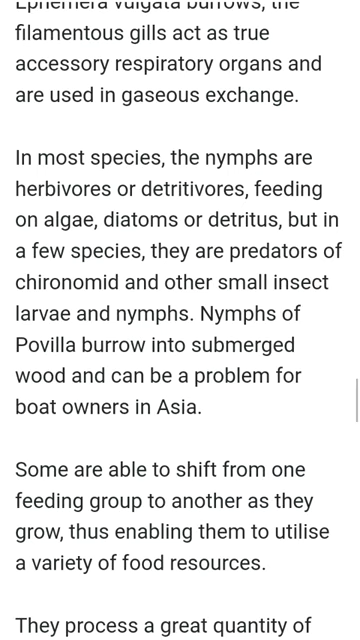 Ephemera vulgata burrows, the
filamentous gills act as true
accessory respiratory organs and
are used in gaseous exchange.
In most species, the nymphs are
herbivores or detritivores, feeding
on algae, diatoms or detritus, but in
a few species, they are predators of
chironomid and other small insect
larvae and nymphs. Nymphs of
Povilla burrow into submerged
wood and can be a problem for
boat owners in Asia.
Some are able to shift from one
feeding group to another as they
grow, thus enabling them to utilise
a variety of food resources.
They process a great quantity of